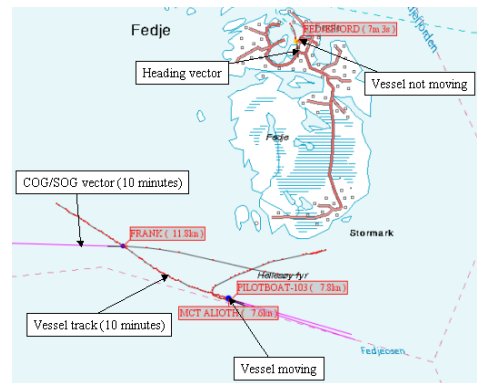 Fedje
FEDJEFJORD ( 7m 3s)
Heading vector
Vessel not moving
Fedje
COG/SOG vector (10 minutes)
FRANK ( 11.8kn)
Stormark
Hellesøy fyr
PILOTBOAT-103 ( 7.8kn)
MCT ALIOTH ( 7.6kn)
Vessel track (10 minutes)
Vessel moving
Fedjeosen